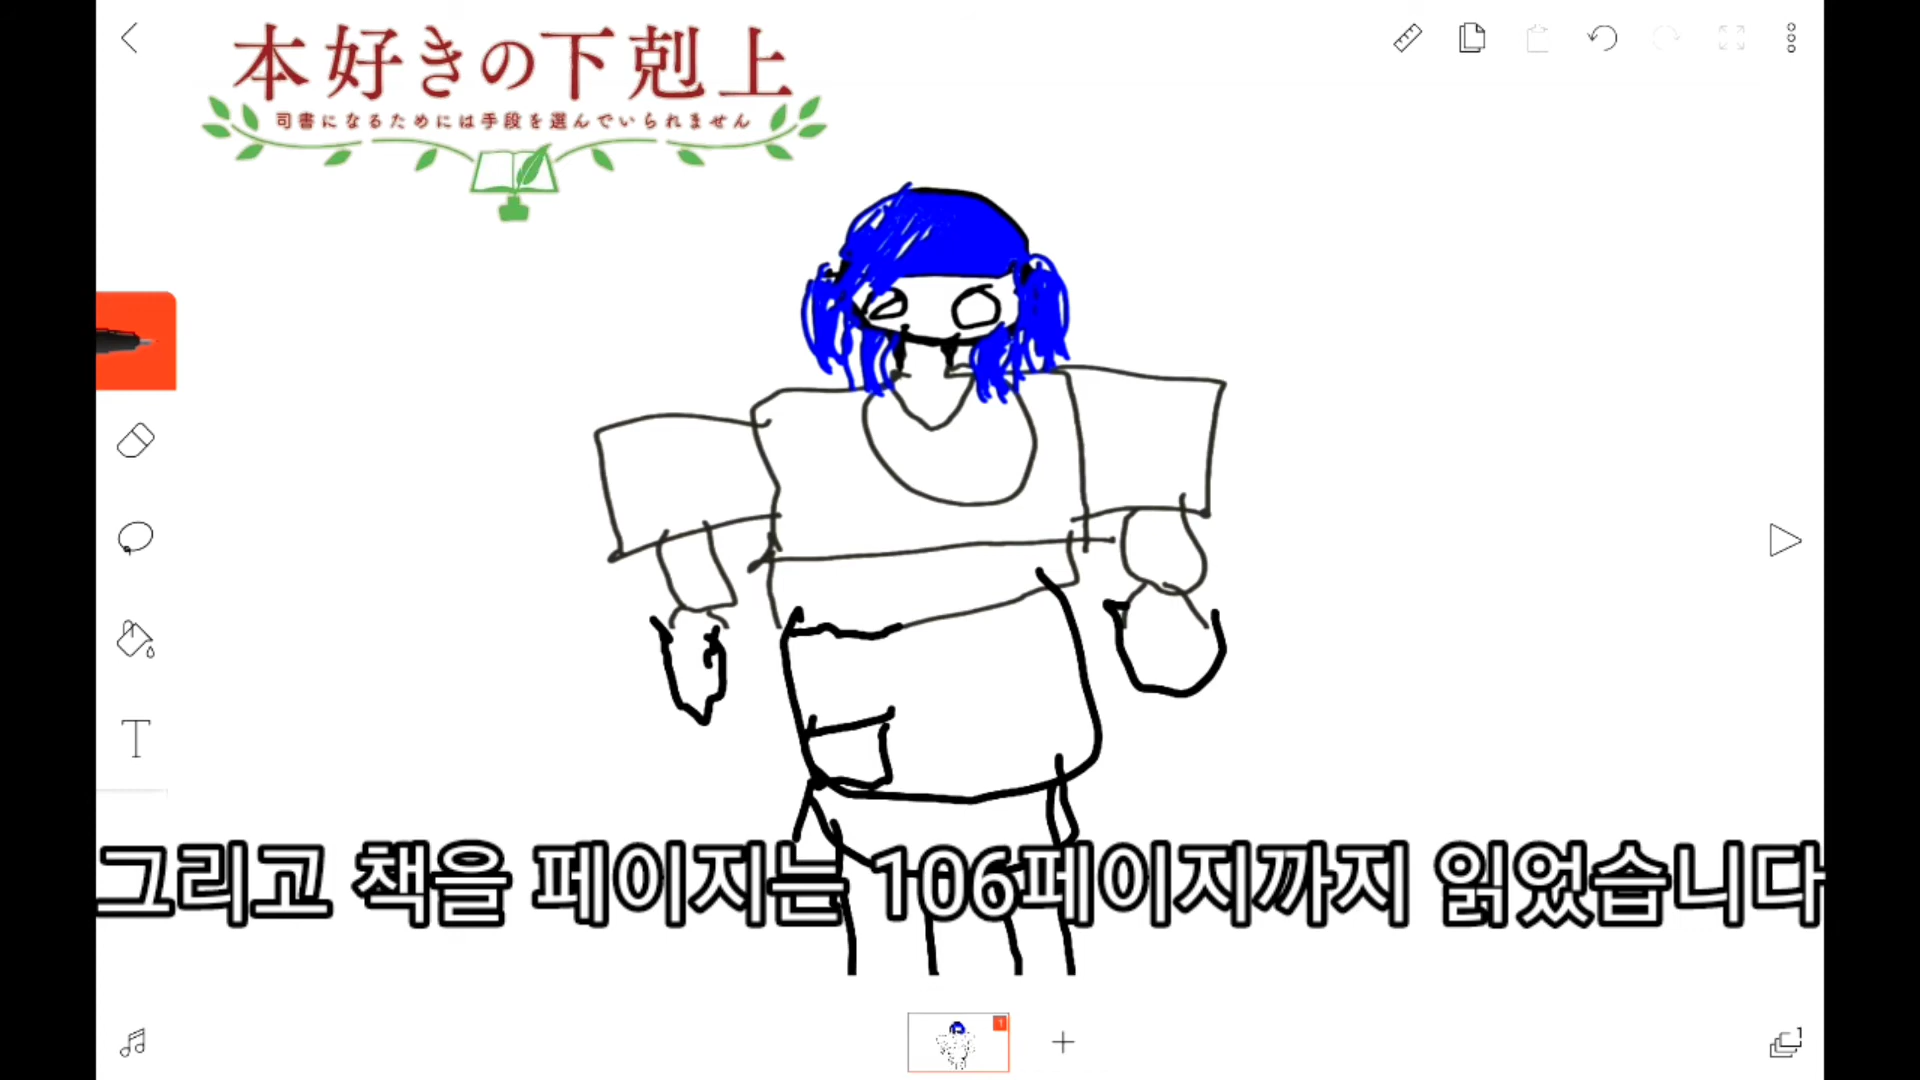 本好きの下剋上
司書になるためには手段を選んでいられません
T
그리고 책을 페이지는 106페이지까지 읽었습니다
1